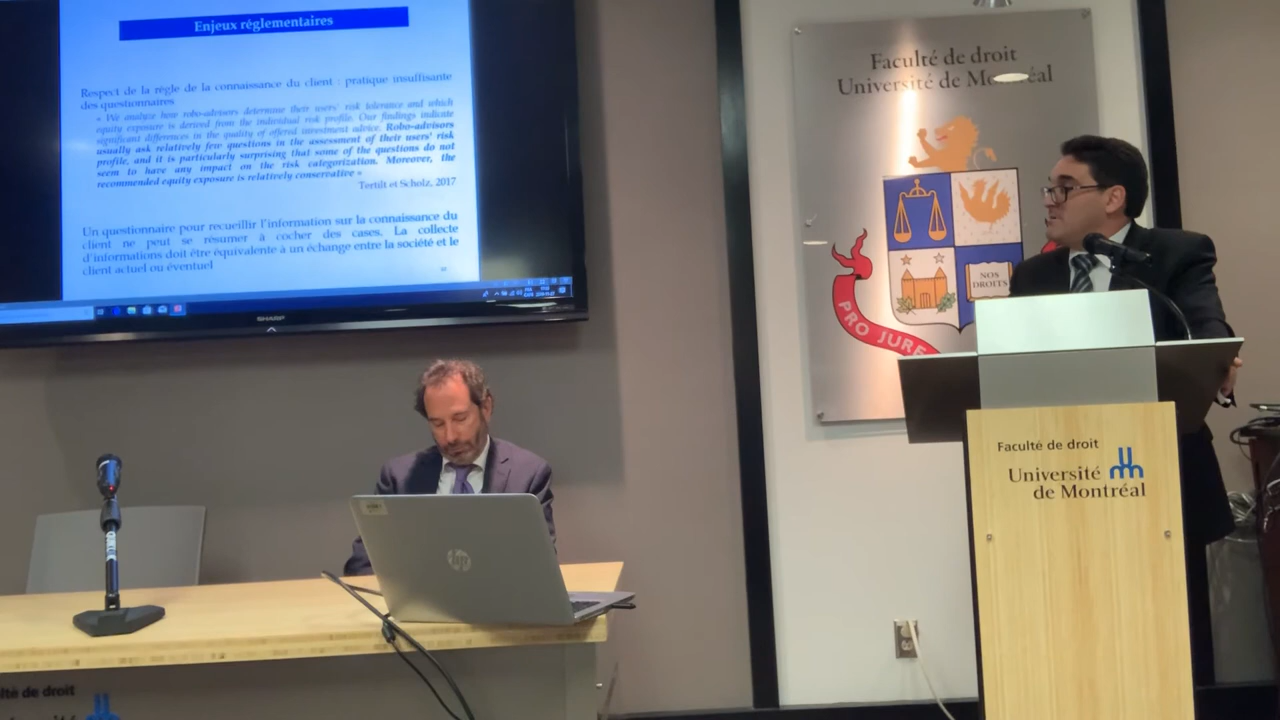 Enjeux réglementaires
Respect de la règle de la connaissance du client : pratique insuffisante
des questionnaires
« We analyze how robo-advisors determine their users' risk tolerance and which
equity exposure is derived from the individual risk profile. Our findings indicate
significant differences in the quality of offered investment advice. Robo-advisors
usually ask relatively few questions in the assessment of their users' risk
profile, and it is particularly surprising that some of the questions do not
seem to have any impact on the risk categorization. Moreover, the
recommended equity exposure is relatively conservative »
Tertilt et Scholz, 2017
Un questionnaire pour recueillir l'information sur la connaissance du
client ne peut se résumer à cocher des cases. La collecte
d'informations doit être équivalente à un échange entre la société et le
client actuel ou éventuel
SHARP
Faculté de droit
Université de Montréal
NOS
DROITS
PRO JURE
hp
Faculté de droit
Université
de Montréal
lté de droit